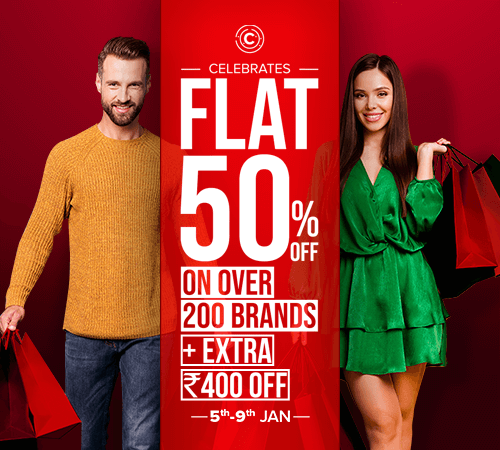 C
CELEBRATES
FLAT
50%
OFF
ON OVER
200 BRANDS
+ EXTRA
₹400 OFF
5th-9th JAN